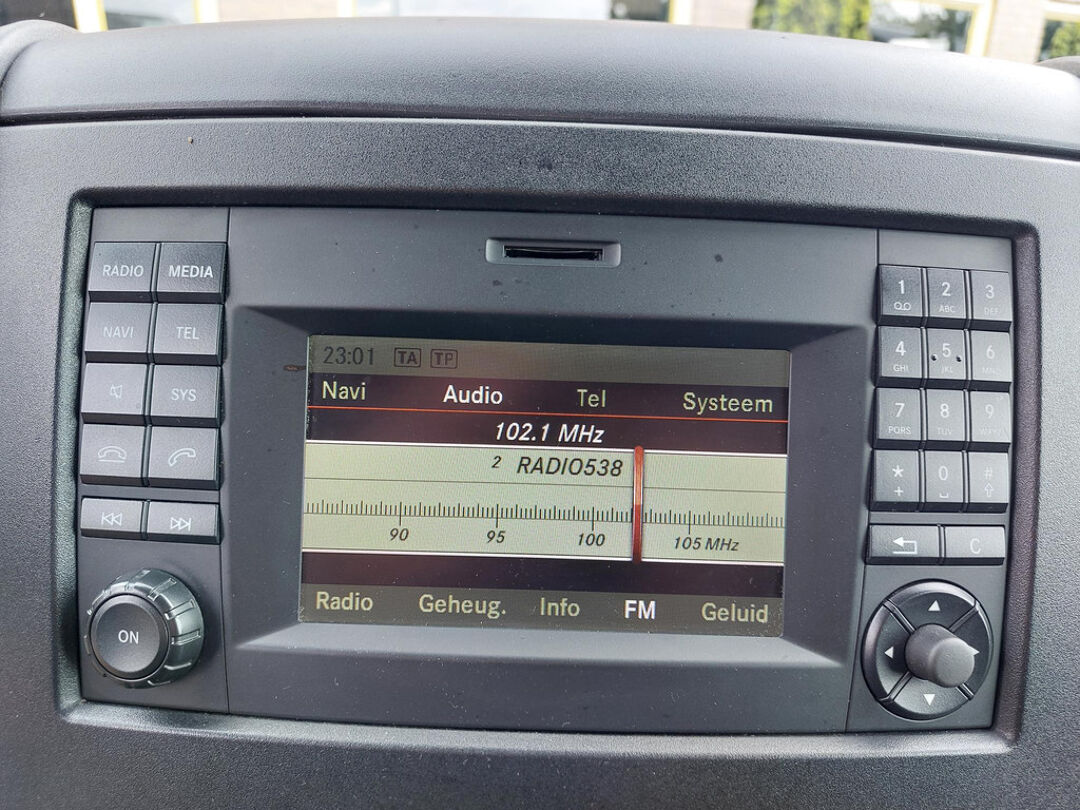 RADIO MEDIA
NAVI TEL
SYS
ON
23:01 TA TP
Navi Audio Tel Systeem
102.1 MHz
2 RADIO538
90 95 100 105 MHz
Radio Geheug. Info FM Geluid
1 2 ABC 3 DEF
4 GHI 5 JKL 6 MNO
7 PQRS 8 TUV 9
* + 0 #
C